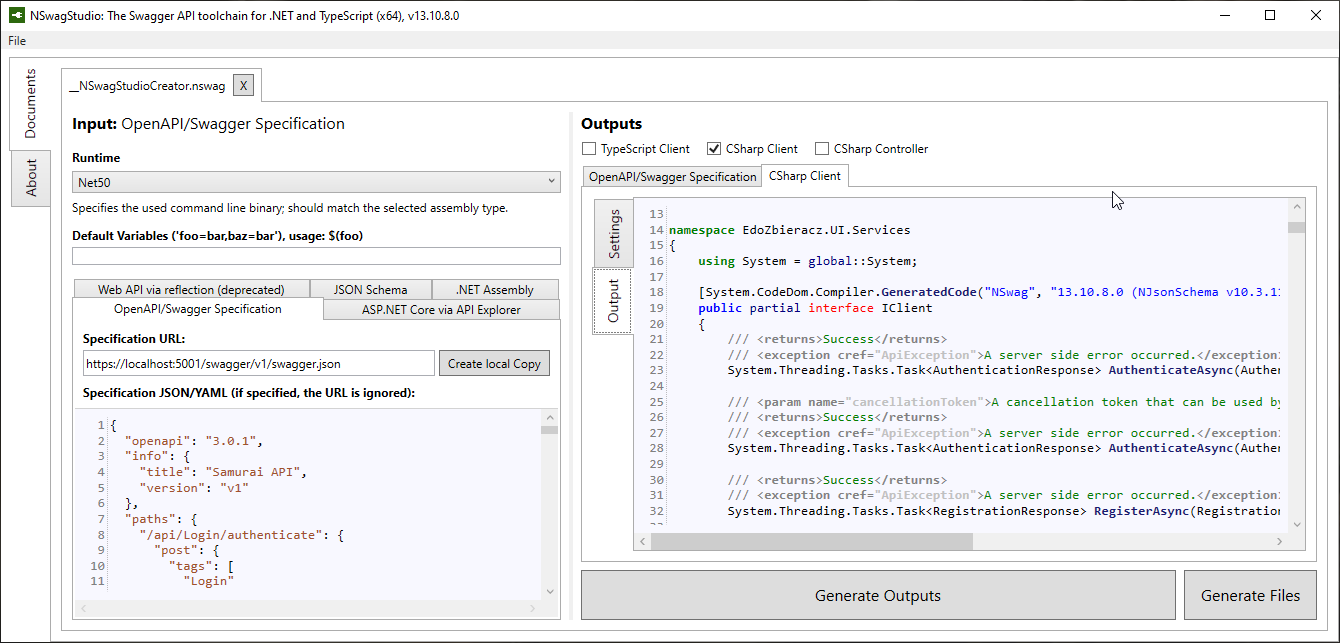 NSwagStudio: The Swagger API toolchain for .NET and TypeScript (x64), v13.10.8.0
File
Documents
About
__NSwagStudioCreator.nswag X
Input: OpenAPI/Swagger Specification
Runtime
Net50
Specifies the used command line binary; should match the selected assembly type.
Default Variables ('foo=bar,baz=bar'), usage: $(foo)
Web API via reflection (deprecated) JSON Schema .NET Assembly
OpenAPI/Swagger Specification ASP.NET Core via API Explorer
Specification URL:
https://localhost:5001/swagger/v1/swagger.json Create local Copy
Specification JSON/YAML (if specified, the URL is ignored):
1 {
2 "openapi": "3.0.1",
3 "info": {
4 "title": "Samurai API",
5 "version": "v1"
6 },
7 "paths": {
8 "/api/Login/authenticate": {
9 "post": {
10 "tags": [
11 "Login"
Outputs
TypeScript Client CSharp Client CSharp Controller
OpenAPI/Swagger Specification CSharp Client
Settings
Output
13
14 namespace EdoZbieracz.UI.Services
15 {
16 using System = global::System;
17
18 [System.CodeDom.Compiler.GeneratedCode("NSwag", "13.10.8.0 (NJsonSchema v10.3.11
19 public partial interface IClient
20 {
21 /// <returns>Success</returns>
22 /// <exception cref="ApiException">A server side error occurred.</exception>
23 System.Threading.Tasks.Task<AuthenticationResponse> AuthenticateAsync(Authen
24
25 /// <param name="cancellationToken">A cancellation token that can be used by
26 /// <returns>Success</returns>
27 /// <exception cref="ApiException">A server side error occurred.</exception>
28 System.Threading.Tasks.Task<AuthenticationResponse> AuthenticateAsync(Authen
29
30 /// <returns>Success</returns>
31 /// <exception cref="ApiException">A server side error occurred.</exception>
32 System.Threading.Tasks.Task<RegistrationResponse> RegisterAsync(Registration
Generate Outputs
Generate Files